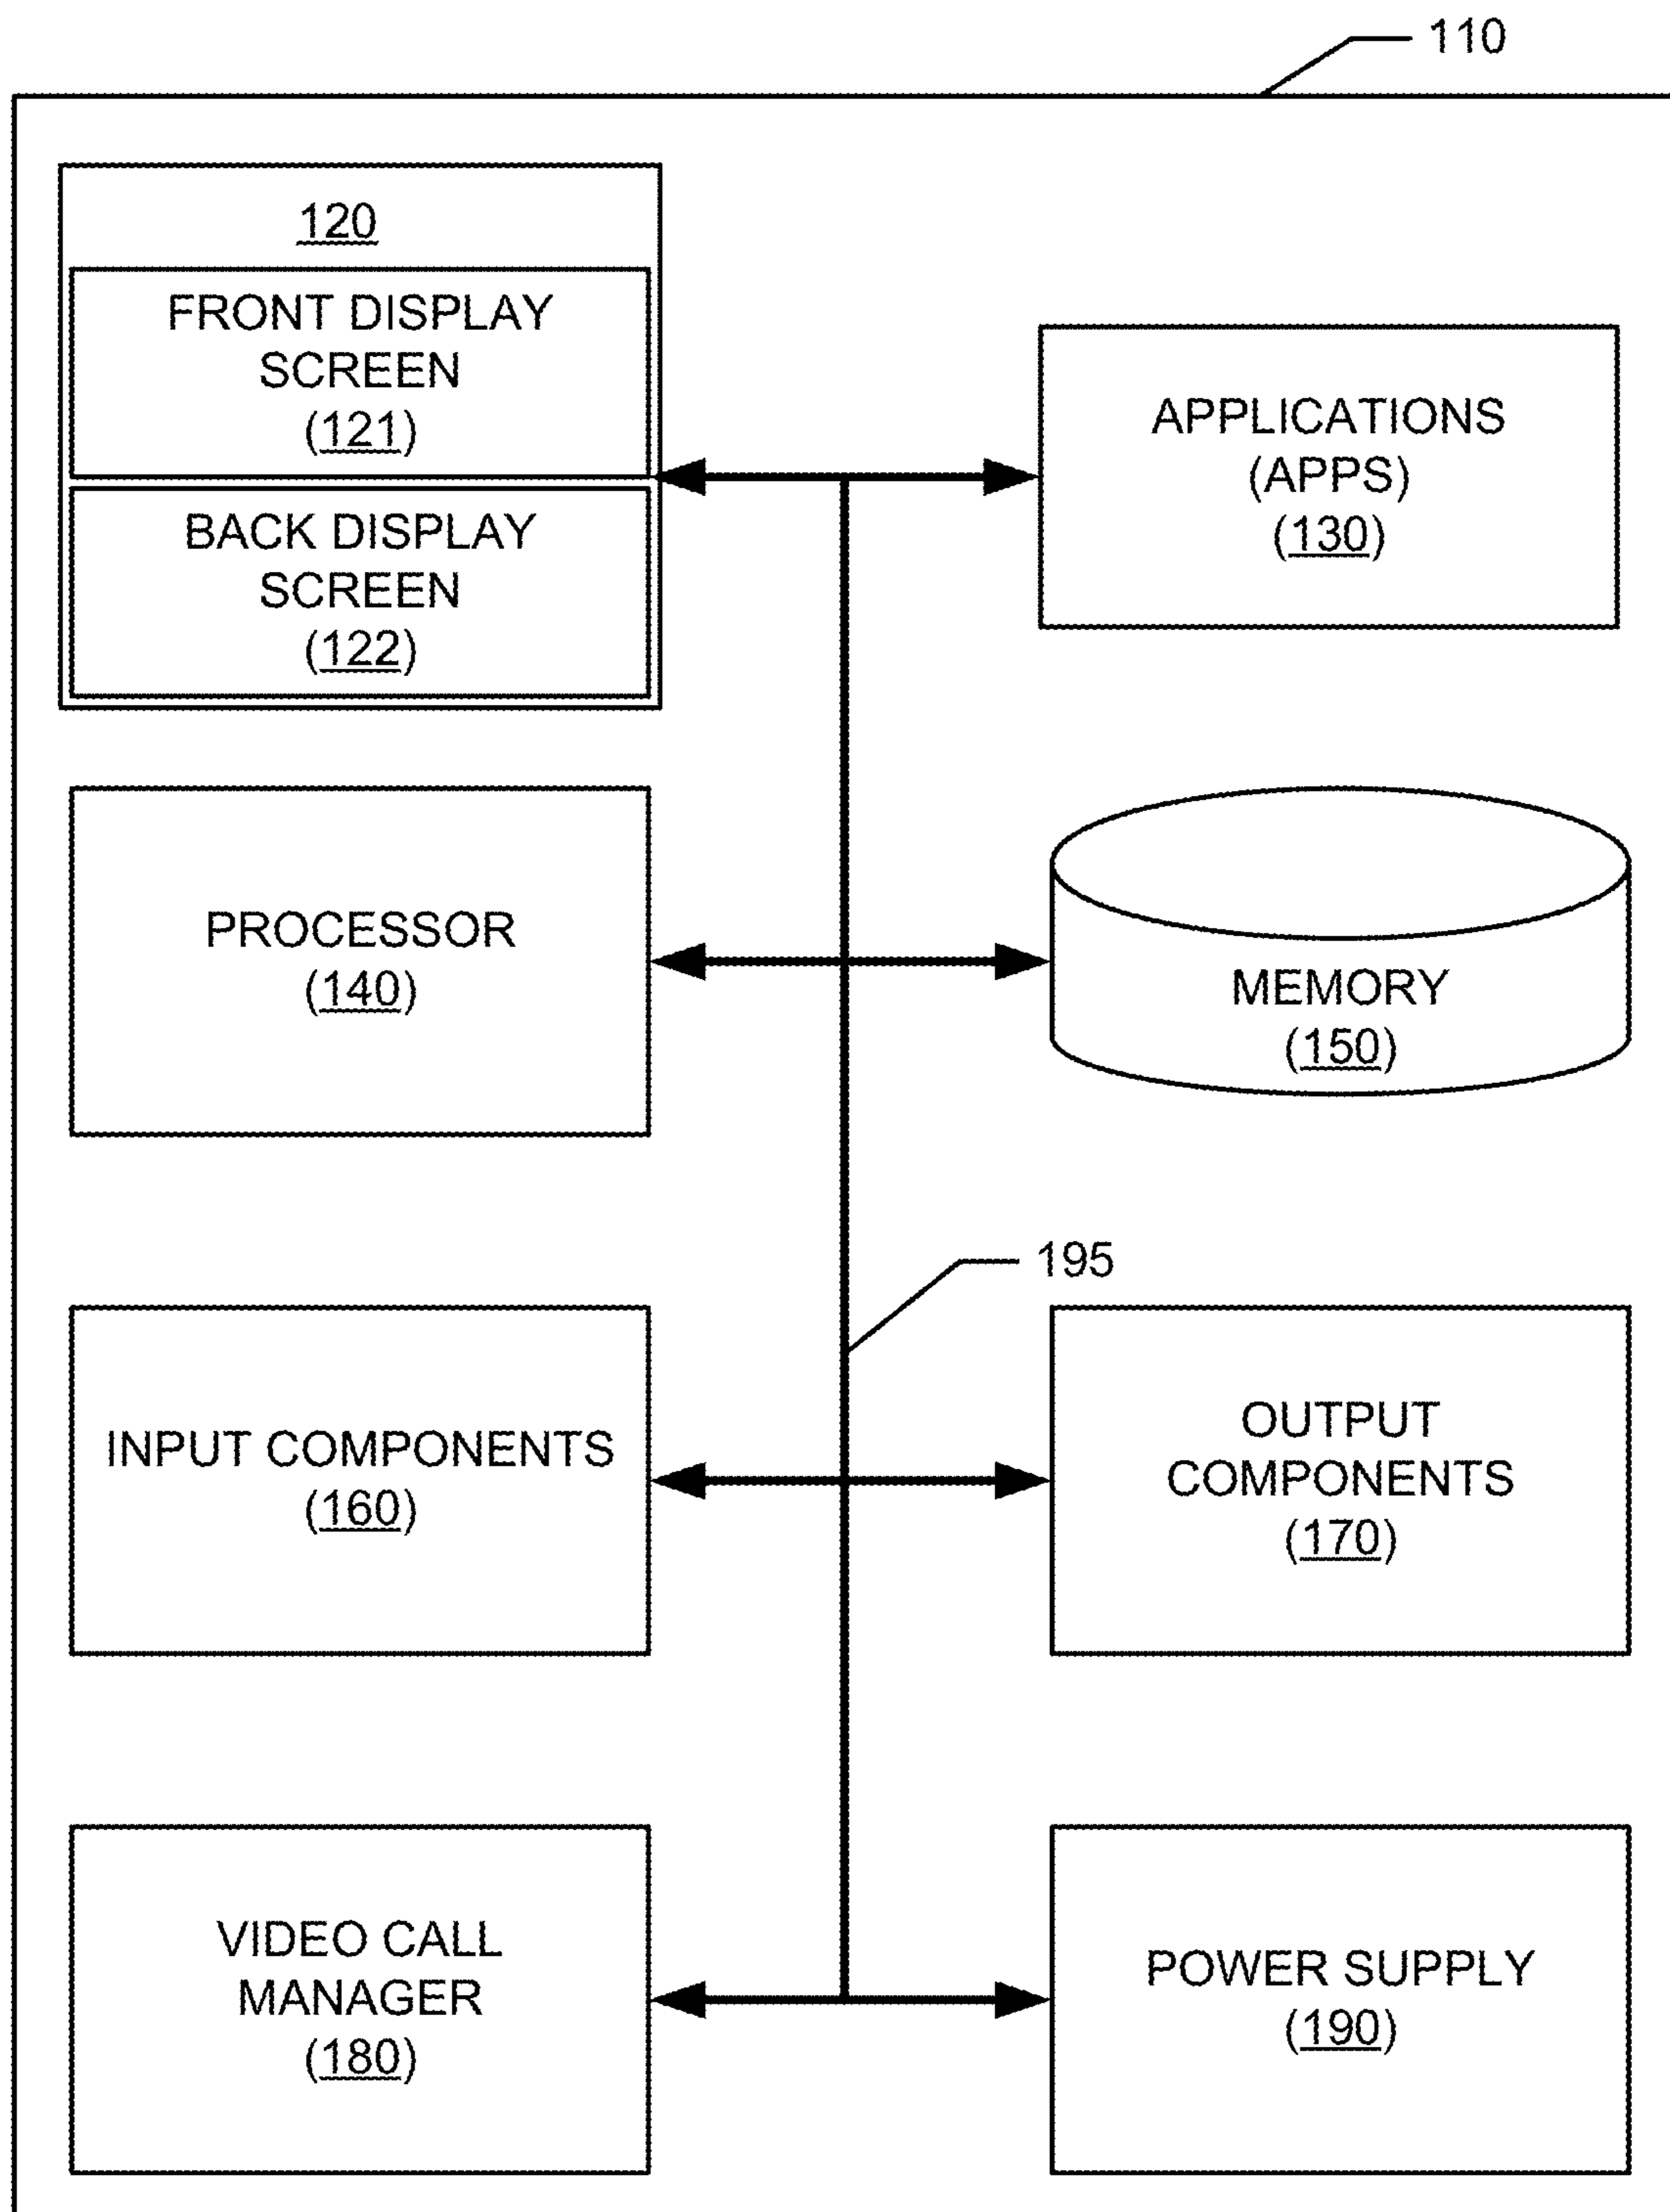 110
120
FRONT DISPLAY
SCREEN
(121)
BACK DISPLAY
SCREEN
(122)
APPLICATIONS
(APPS)
(130)
PROCESSOR
(140)
MEMORY
(150)
195
INPUT COMPONENTS
(160)
OUTPUT
COMPONENTS
(170)
VIDEO CALL
MANAGER
(180)
POWER SUPPLY
(190)